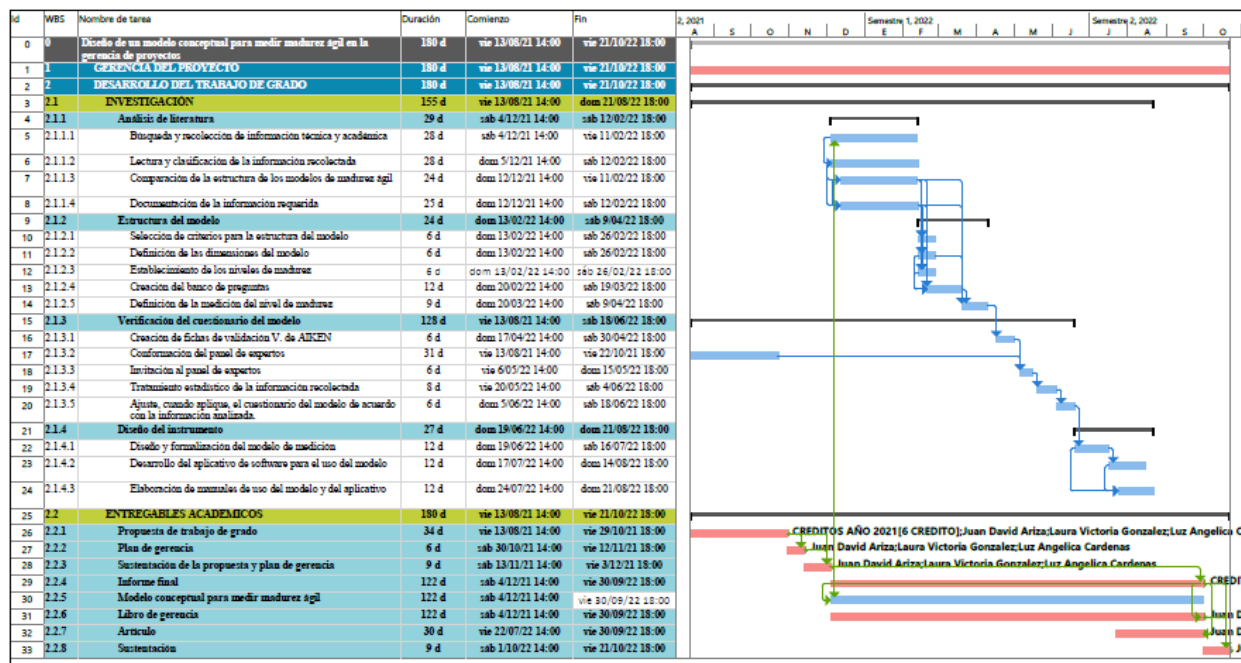 Id WBS Nombre de tarea Duración Comienzo Fin 2, 2021 Semestre 1, 2022 Semestre 2, 2022
A S O N D E F M A M J J A S O
0 0 Diseño de un modelo conceptual para medir madurez ágil en la 180 d vie 13/08/21 14:00 vie 21/10/22 18:00
gerencia de proyectos
1 1 GERENCIA DEL PROYECTO 180 d vie 13/08/21 14:00 vie 21/10/22 18:00
2 2 DESARROLLO DEL TRABAJO DE GRADO 180 d vie 13/08/21 14:00 vie 21/10/22 18:00
3 2.1 INVESTIGACIÓN 155 d vie 13/08/21 14:00 dom 21/08/22 18:00
4 2.1.1 Análisis de literatura 29 d sáb 4/12/21 14:00 sáb 12/02/22 18:00
5 2.1.1.1 Búsqueda y recolección de información técnica y académica 28 d sáb 4/12/21 14:00 vie 11/02/22 18:00
6 2.1.1.2 Lectura y clasificación de la información recolectada 28 d dom 5/12/21 14:00 sáb 12/02/22 18:00
7 2.1.1.3 Comparación de la estructura de los modelos de madurez ágil 24 d dom 12/12/21 14:00 vie 11/02/22 18:00
8 2.1.1.4 Documentación de la información requerida 25 d dom 12/12/21 14:00 sáb 12/02/22 18:00
9 2.1.2 Estructura del modelo 24 d dom 13/02/22 14:00 sáb 9/04/22 18:00
10 2.1.2.1 Selección de criterios para la estructura del modelo 6 d dom 13/02/22 14:00 sáb 26/02/22 18:00
11 2.1.2.2 Definición de las dimensiones del modelo 6 d dom 13/02/22 14:00 sáb 26/02/22 18:00
12 2.1.2.3 Establecimiento de los niveles de madurez 6 d dom 13/02/22 14:00 sáb 26/02/22 18:00
13 2.1.2.4 Creación del banco de preguntas 12 d dom 20/02/22 14:00 sáb 19/03/22 18:00
14 2.1.2.5 Definición de la medición del nivel de madurez 9 d dom 20/03/22 14:00 sáb 9/04/22 18:00
15 2.1.3 Verificación del cuestionario del modelo 128 d vie 13/08/21 14:00 sáb 18/06/22 18:00
16 2.1.3.1 Creación de fichas de validación V. de AIKEN 6 d dom 17/04/22 14:00 sáb 30/04/22 18:00
17 2.1.3.2 Conformación del panel de expertos 31 d vie 13/08/21 14:00 vie 22/10/21 18:00
18 2.1.3.3 Invitación al panel de expertos 6 d vie 6/05/22 14:00 dom 15/05/22 18:00
19 2.1.3.4 Tratamiento estadístico de la información recolectada 8 d vie 20/05/22 14:00 sáb 4/06/22 18:00
20 2.1.3.5 Ajuste, cuando aplique, el cuestionario del modelo de acuerdo 6 d dom 5/06/22 14:00 sáb 18/06/22 18:00
con la información analizada.
21 2.1.4 Diseño del instrumento 27 d dom 19/06/22 14:00 dom 21/08/22 18:00
22 2.1.4.1 Diseño y formalización del modelo de medición 12 d dom 19/06/22 14:00 sáb 16/07/22 18:00
23 2.1.4.2 Desarrollo del aplicativo de software para el uso del modelo 12 d dom 17/07/22 14:00 dom 14/08/22 18:00
24 2.1.4.3 Elaboración de manuales de uso del modelo y del aplicativo 12 d dom 24/07/22 14:00 dom 21/08/22 18:00
25 2.2 ENTREGABLES ACADEMICOS 180 d vie 13/08/21 14:00 vie 21/10/22 18:00
26 2.2.1 Propuesta de trabajo de grado 34 d vie 13/08/21 14:00 vie 29/10/21 18:00 CREDITOS AÑO 2021[6 CREDITO];Juan David Ariza;Laura Victoria Gonzalez;Luz Angelica C
27 2.2.2 Plan de gerencia 6 d sáb 30/10/21 14:00 vie 12/11/21 18:00 Juan David Ariza;Laura Victoria Gonzalez;Luz Angelica Cardenas
28 2.2.3 Sustentación de la propuesta y plan de gerencia 9 d sáb 13/11/21 14:00 vie 3/12/21 18:00 Juan David Ariza;Laura Victoria Gonzalez;Luz Angelica Cardenas
29 2.2.4 Informe final 122 d sáb 4/12/21 14:00 vie 30/09/22 18:00 CREDI
30 2.2.5 Modelo conceptual para medir madurez ágil 122 d sáb 4/12/21 14:00 vie 30/09/22 18:00
31 2.2.6 Libro de gerencia 122 d sáb 4/12/21 14:00 vie 30/09/22 18:00 Juan D
32 2.2.7 Artículo 30 d vie 22/07/22 14:00 vie 30/09/22 18:00 Juan D
33 2.2.8 Sustentación 9 d sáb 1/10/22 14:00 vie 21/10/22 18:00 J